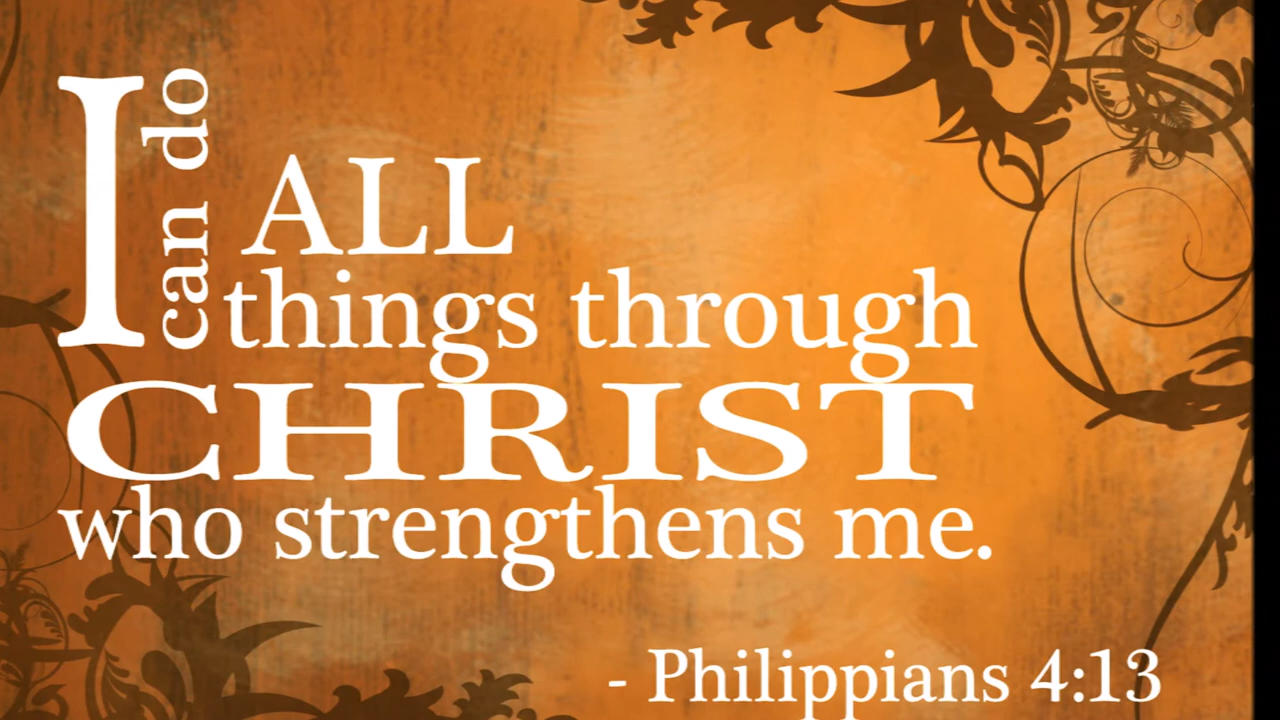 I can do ALL
things through
CHRIST
who strengthens me.
- Philippians 4:13